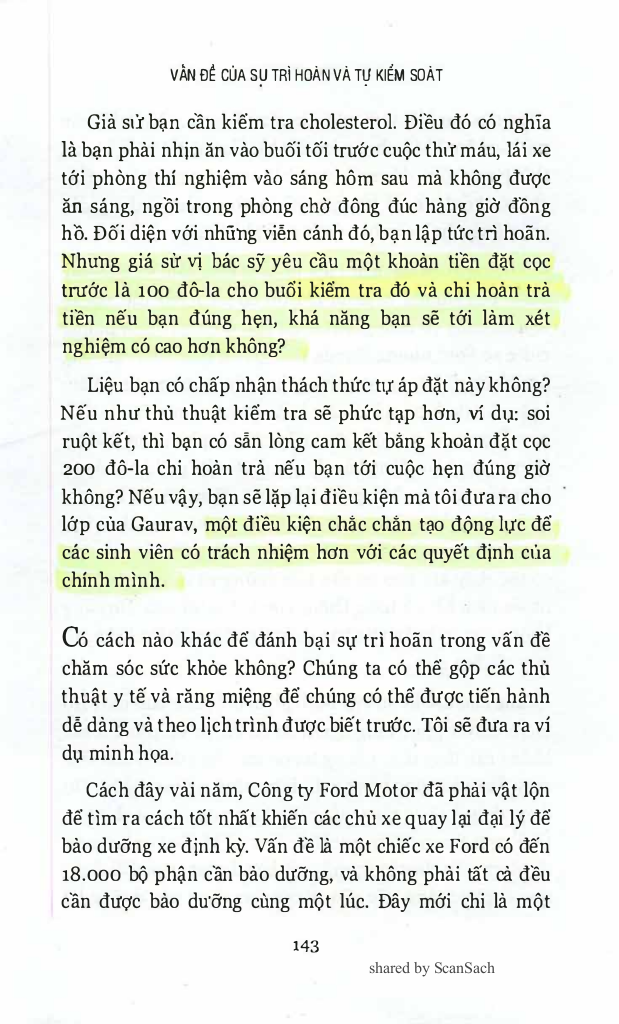 VẤN ĐỀ CỦA SỰ TRÌ HOÃN VÀ TỰ KIỂM SOÁT
Giả sử bạn cần kiểm tra cholesterol. Điều đó có nghĩa
là bạn phải nhịn ăn vào buổi tối trước cuộc thử máu, lái xe
tới phòng thí nghiệm vào sáng hôm sau mà không được
ăn sáng, ngồi trong phòng chờ đông đúc hàng giờ đồng
hồ. Đối diện với những viễn cảnh đó, bạn lập tức trì hoãn.
Nhưng giá sử vị bác sỹ yêu cầu một khoản tiền đặt cọc
trước là 100 đô-la cho buổi kiểm tra đó và chỉ hoàn trả
tiền nếu bạn đúng hẹn, khả năng bạn sẽ tới làm xét
nghiệm có cao hơn không?
Liệu bạn có chấp nhận thách thức tự áp đặt này không?
Nếu như thủ thuật kiểm tra sẽ phức tạp hơn, ví dụ: soi
ruột kết, thì bạn có sẵn lòng cam kết bằng khoản đặt cọc
200 đô-la chỉ hoàn trả nếu bạn tới cuộc hẹn đúng giờ
không? Nếu vậy, bạn sẽ lặp lại điều kiện mà tôi đưa ra cho
lớp của Gaurav, một điều kiện chắc chắn tạo động lực để
các sinh viên có trách nhiệm hơn với các quyết định của
chính mình.
Có cách nào khác để đánh bại sự trì hoãn trong vấn đề
chăm sóc sức khỏe không? Chúng ta có thể gộp các thủ
thuật y tế và răng miệng để chúng có thể được tiến hành
dễ dàng và theo lịch trình được biết trước. Tôi sẽ đưa ra ví
dụ minh họa.
Cách đây vài năm, Công ty Ford Motor đã phải vật lộn
để tìm ra cách tốt nhất khiến các chủ xe quay lại đại lý để
bảo dưỡng xe định kỳ. Vấn đề là một chiếc xe Ford có đến
18.000 bộ phận cần bảo dưỡng, và không phải tất cả đều
cần được bảo dưỡng cùng một lúc. Đây mới chỉ là một
143
shared by ScanSach